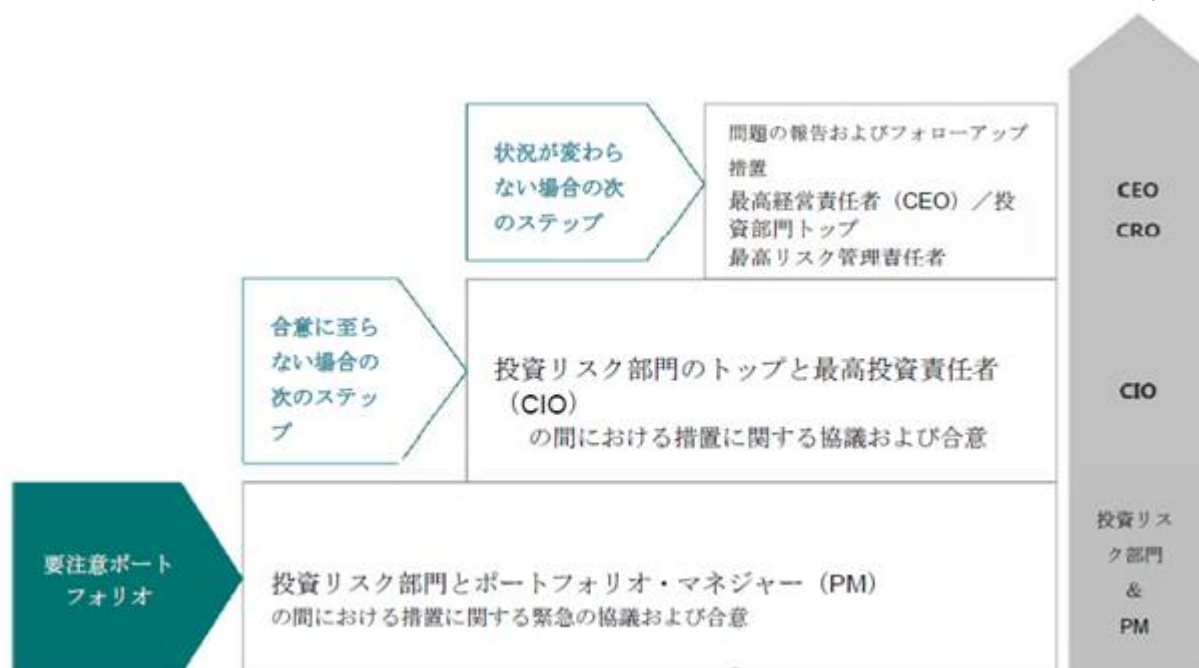 状況が変わら
ない場合の次
のステップ
問題の報告およびフォローアップ
措置
最高経営責任者（CEO）／投
資部門トップ
最高リスク管理責任者
CEO
CRO
合意に至ら
ない場合の
次のステッ
プ
投資リスク部門のトップと最高投資責任者
（CIO）
の間における措置に関する協議および合意
CIO
要注意ポート
フォリオ
投資リスク部門とポートフォリオ・マネジャー（PM）
の間における措置に関する緊急の協議および合意
投資リス
ク部門
&
PM